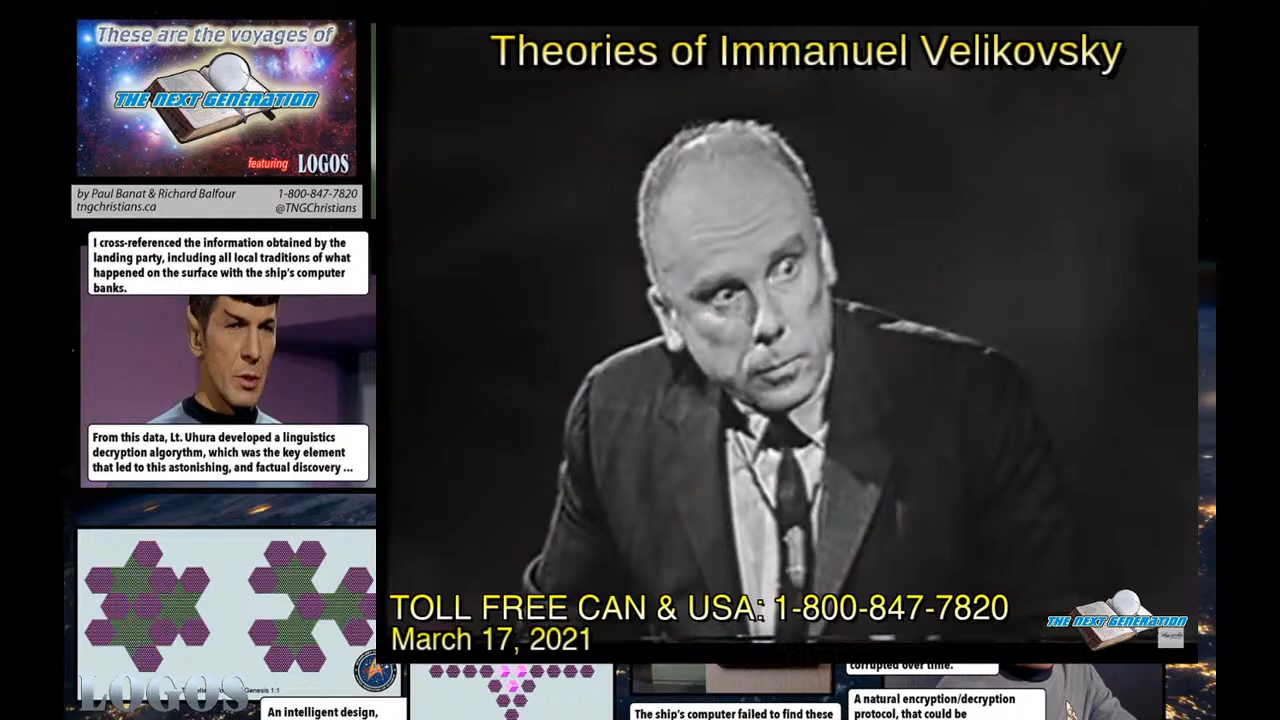 These are the voyages of
THE NEXT GENERATION
featuring LOGOS
by Paul Banat & Richard Balfour
1-800-847-7820
tngchristians.ca
@TNGChristians
I cross-referenced the information obtained by the
landing party, including all local traditions of what
happened on the surface with the ship's computer
banks.
From this data, Lt. Uhura developed a linguistics
decryption algorythm, which was the key element
that led to this astonishing, and factual discovery ...
Genesis 1:1
LOGOS
An intelligent design,
Theories of Immanuel Velikovsky
TOLL FREE CAN & USA: 1-800-847-7820
March 17, 2021
THE NEXT GENERATION
The ship's computer failed to find these
corrupted over time.
A natural encryption/decryption
protocol, that could be